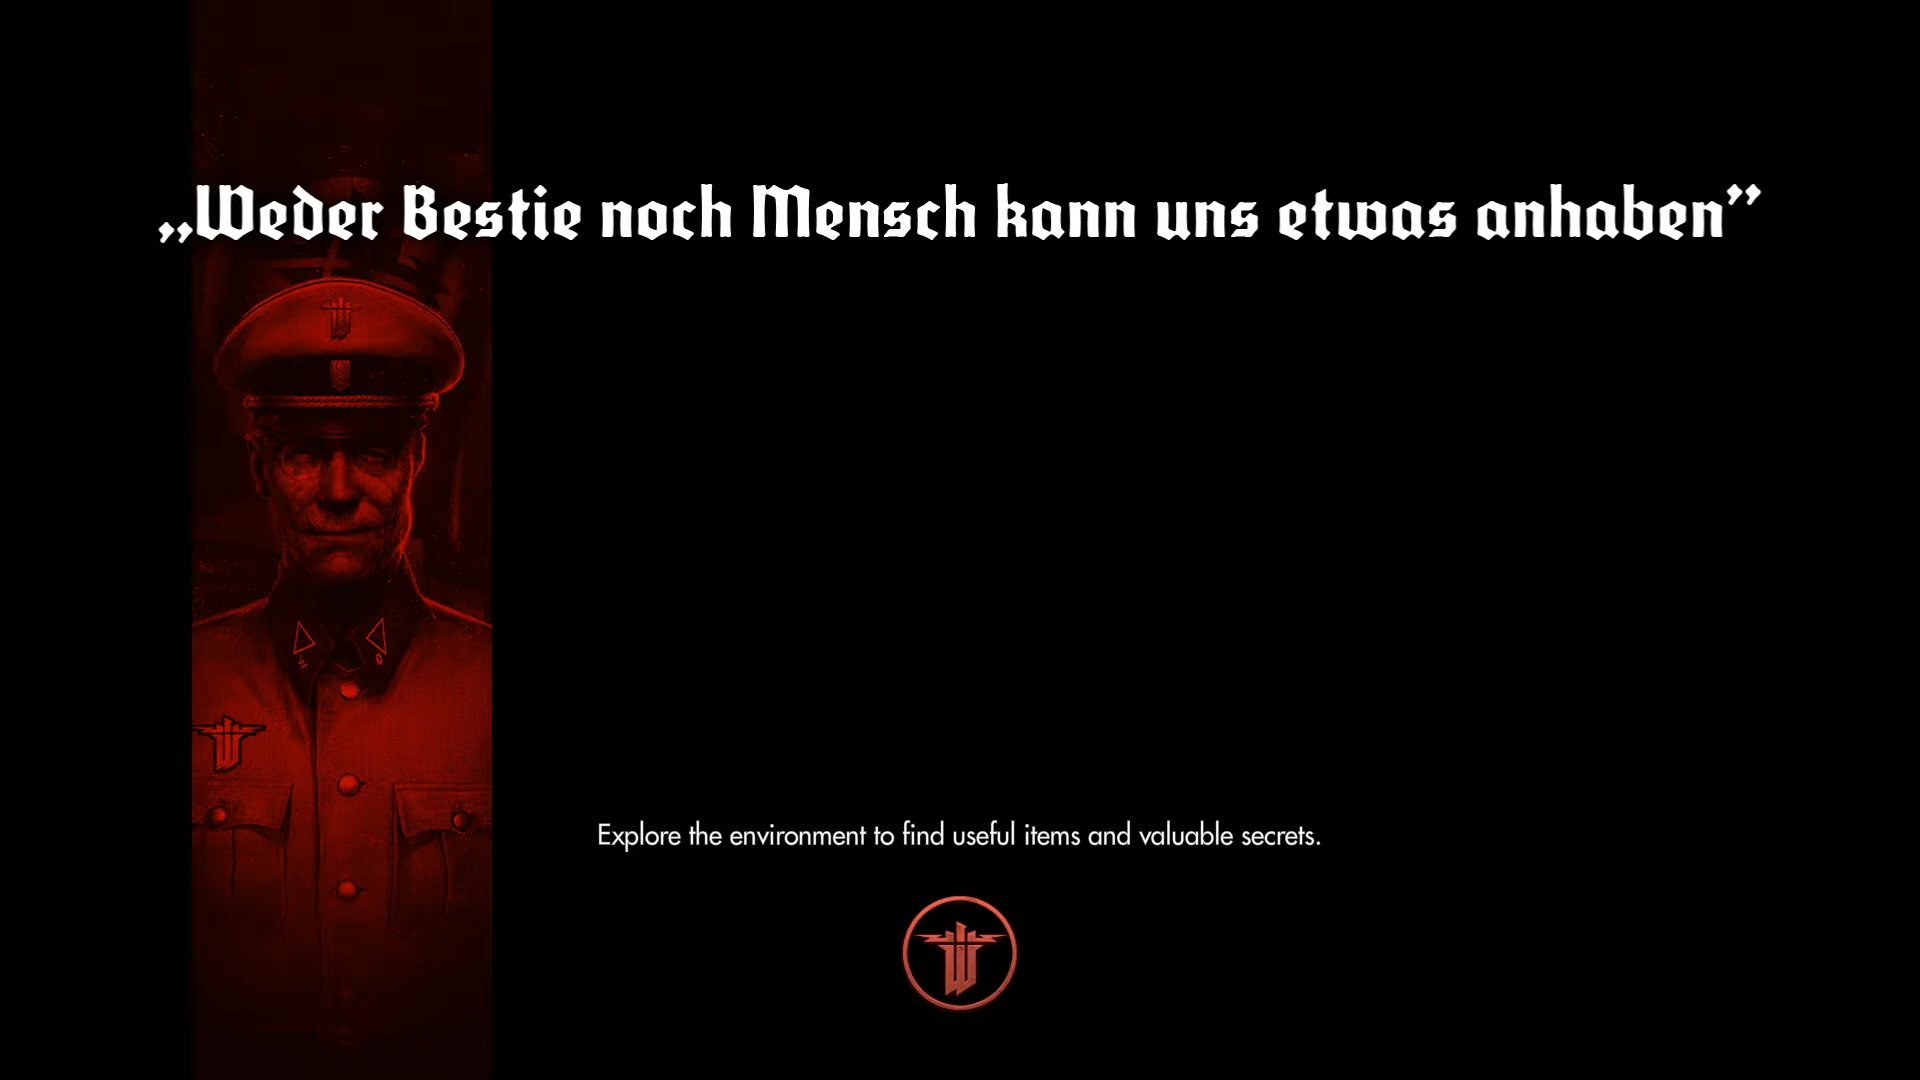 „Weder Bestie noch Mensch kann uns etwas anhaben”
Explore the environment to find useful items and valuable secrets.